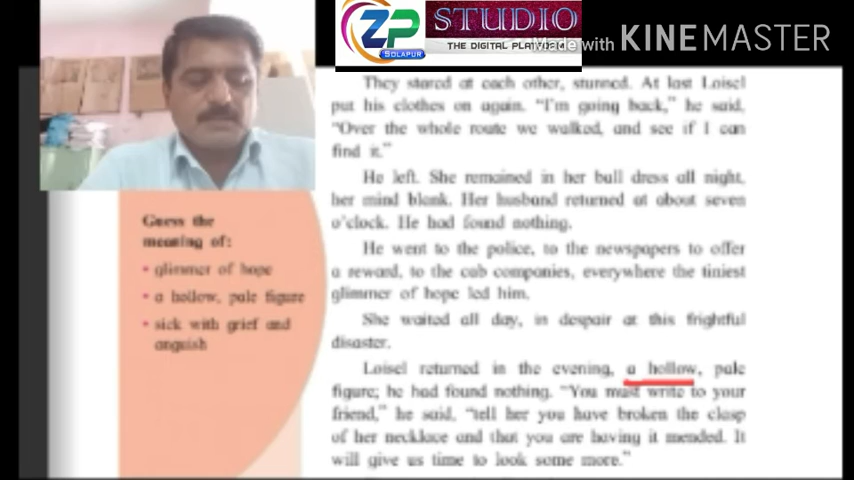 ZP
SOLAPUR
STUDIO
THE DIGITAL PLATFORM
Made with KINEMASTER
They stared at each other, stunned. At last Loisel
put his clothes on again. “I'm going back,” he said,
“Over the whole route we walked, and see if I can
find it.”
He left. She remained in her ball dress all night,
her mind blank. Her husband returned at about seven
o'clock. He had found nothing.
He went to the police, to the newspapers to offer
a reward, to the cab companies, everywhere the tiniest
glimmer of hope led him.
She waited all day, in despair at this frightful
disaster.
Loisel returned in the evening, a hollow, pale
figure; he had found nothing. “You must write to your
friend,” he said, “tell her you have broken the clasp
of her necklace and that you are having it mended. It
will give us time to look some more.”
Guess the
meaning of:
• glimmer of hope
• a hollow, pale figure
• sick with grief and
anguish